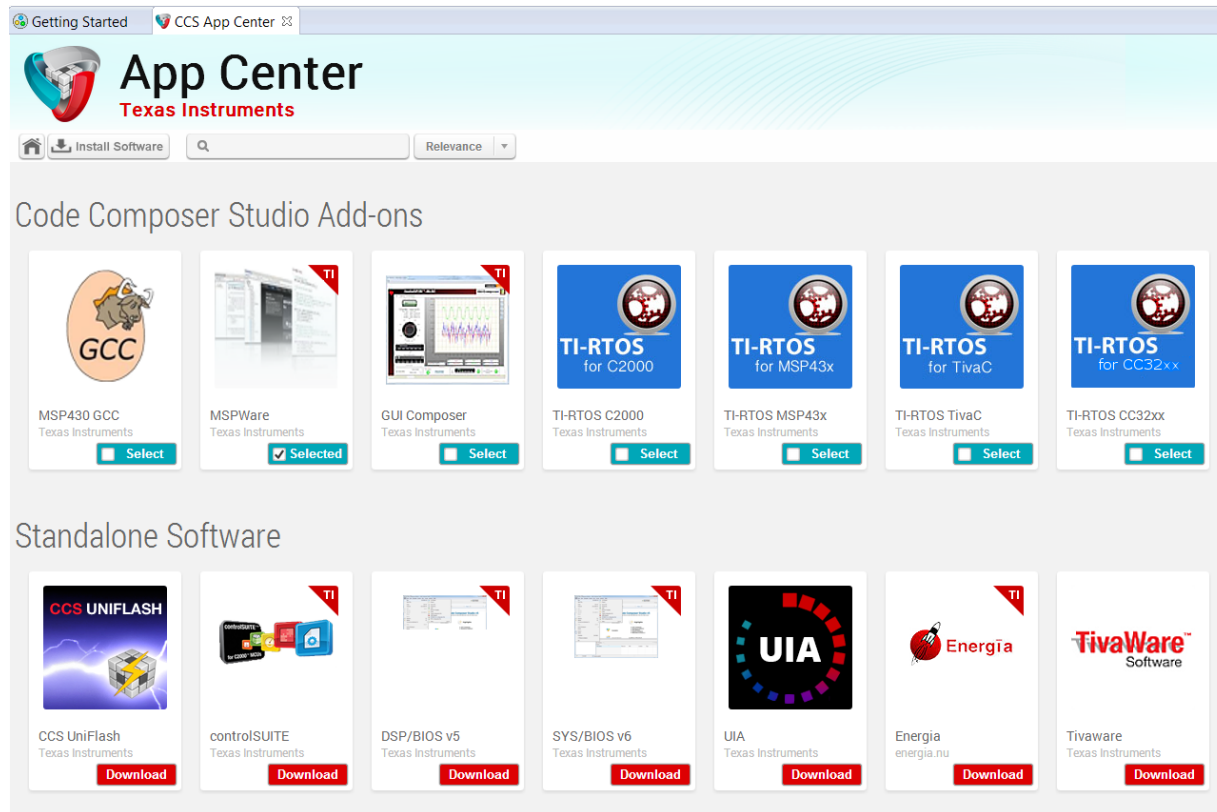 Getting Started
CCS App Center
App Center
Texas Instruments
Install Software
Relevance
Code Composer Studio Add-ons
GCC
TI
TI
TI-RTOS
for C2000
TI-RTOS
for MSP43x
TI-RTOS
for TivaC
TI-RTOS
for CC32xx
MSP430 GCC
Texas Instruments
Select
MSPWare
Texas Instruments
Selected
GUI Composer
Texas Instruments
Select
TI-RTOS C2000
Texas Instruments
Select
TI-RTOS MSP43x
Texas Instruments
Select
TI-RTOS TivaC
Texas Instruments
Select
TI-RTOS CC32xx
Texas Instruments
Select
Standalone Software
CCS UNIFLASH
TI
controlSUITE™
for C2000™ MCUs
TI
TI
UIA
TI
Energïa
TivaWare™
Software
CCS UniFlash
Texas Instruments
Download
controlSUITE
Texas Instruments
Download
DSP/BIOS v5
Texas Instruments
Download
SYS/BIOS v6
Texas Instruments
Download
UIA
Texas Instruments
Download
Energia
energia.nu
Download
Tivaware
Texas Instruments
Download